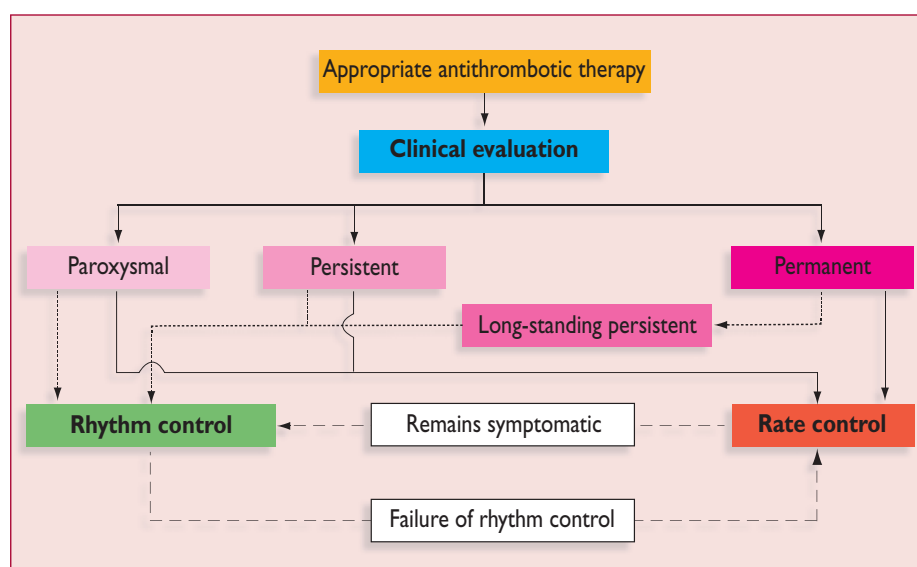 Appropriate antithrombotic therapy
Clinical evaluation
Paroxysmal
Persistent
Permanent
Long-standing persistent
Rhythm control
Remains symptomatic
Rate control
Failure of rhythm control